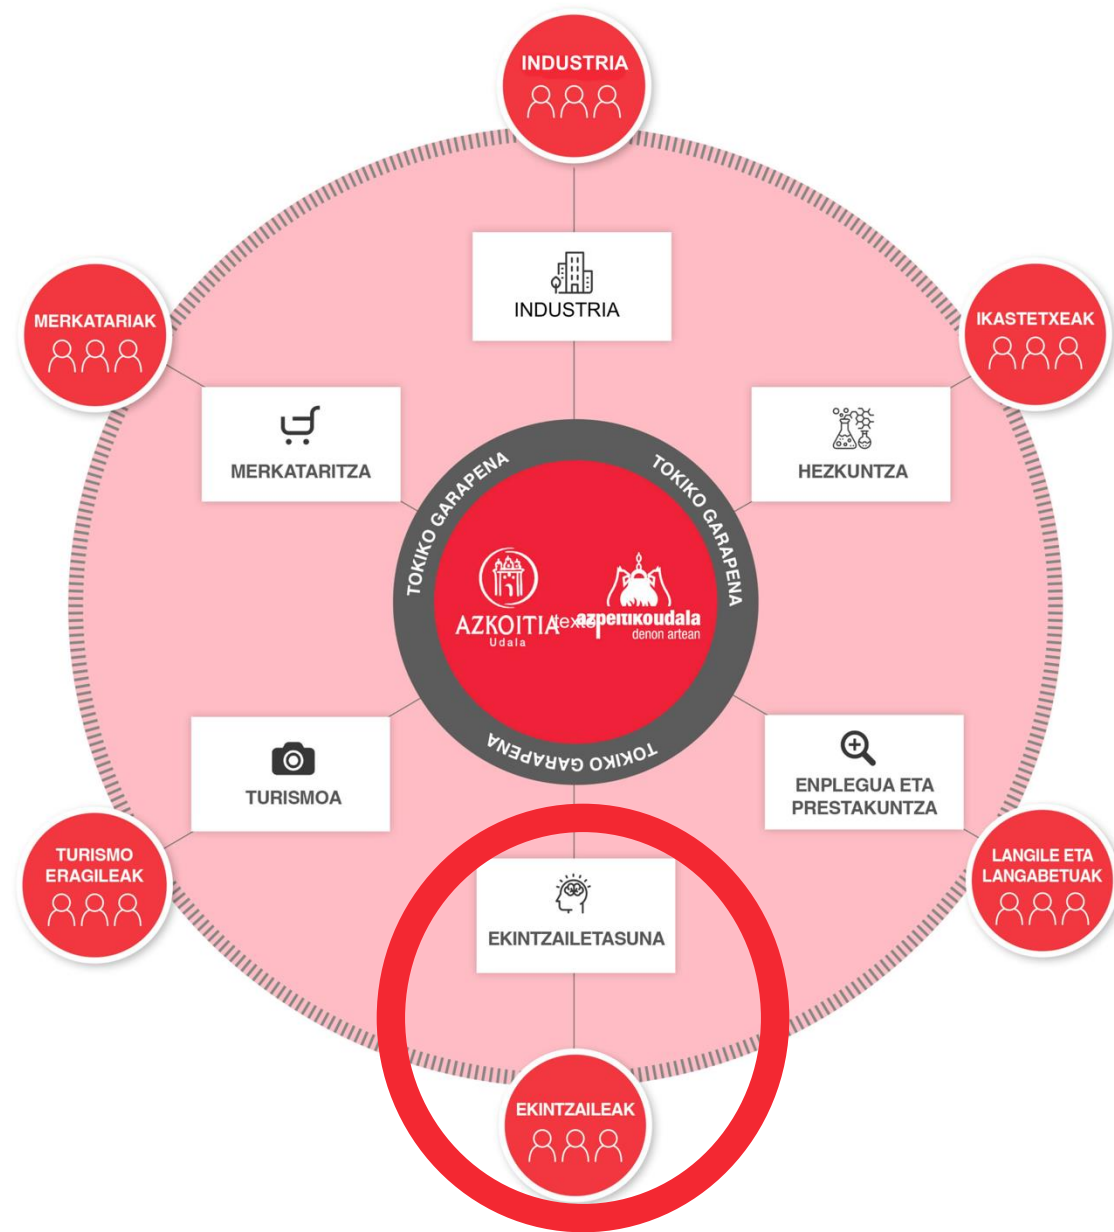 INDUSTRIA
INDUSTRIA
MERKATARIAK
IKASTETXEAK
MERKATARITZA
HEZKUNTZA
TOKIKO GARAPENA
TOKIKO GARAPENA
AZKOITIA
Udala
texto
azpeitikoudala
denon artean
TOKIKO GARAPENA
TURISMOA
ENPLEGUA ETA
PRESTAKUNTZA
TURISMO
ERAGILEAK
LANGILE ETA
LANGABETUAK
EKINTZAILETASUNA
EKINTZAILEAK